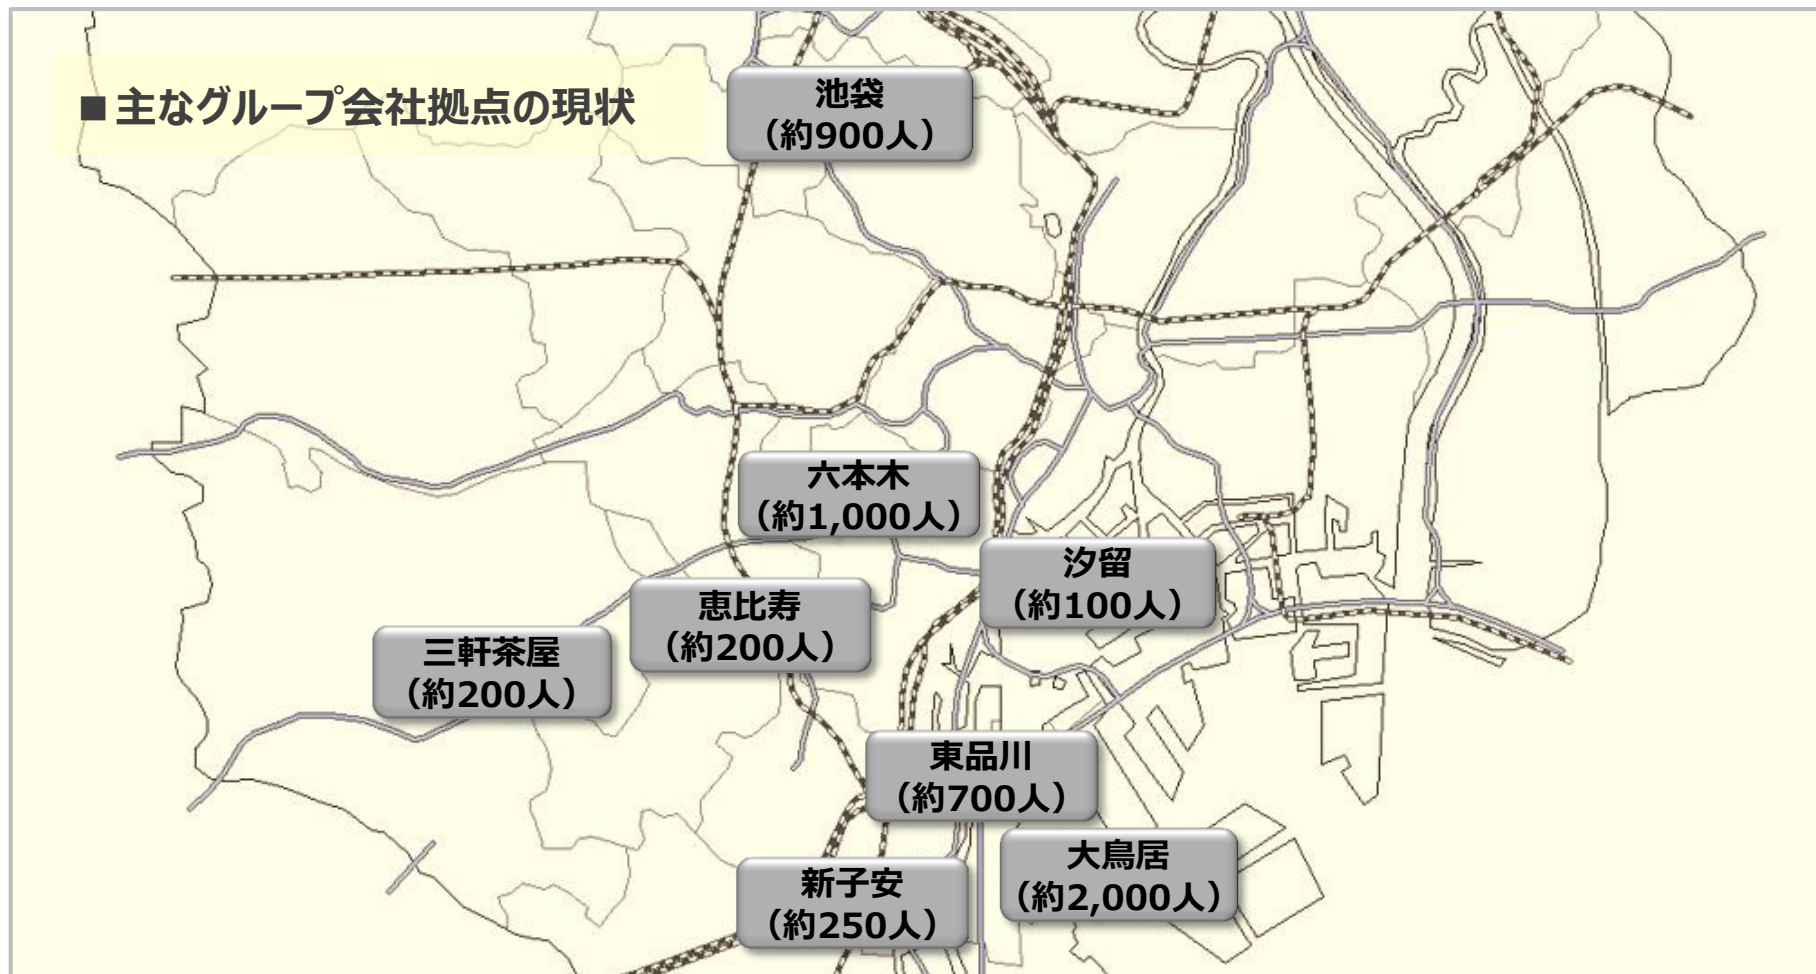 ■主なグループ会社拠点の現状
池袋
（約900人）
六本木
（約1,000人）
汐留
（約100人）
恵比寿
（約200人）
三軒茶屋
（約200人）
東品川
（約700人）
大鳥居
（約2,000人）
新子安
（約250人）